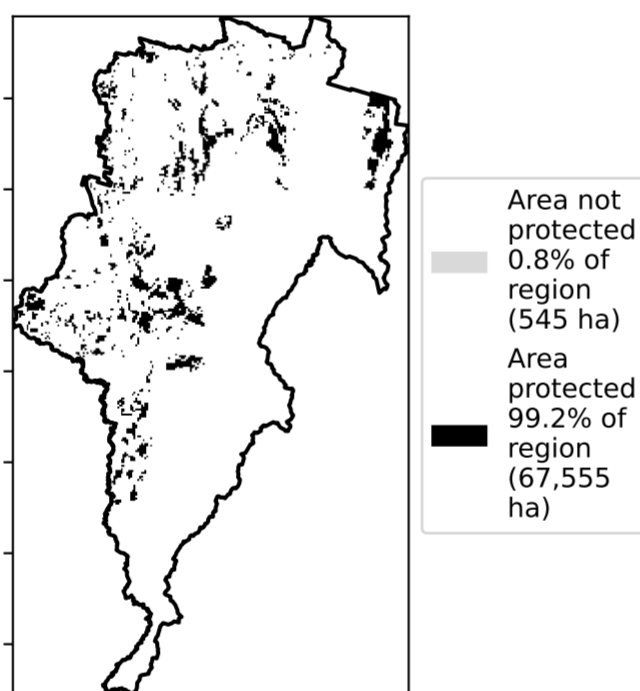 Area not
protected
0.8% of
region
(545 ha)
Area
protected
99.2% of
region
(67,555
ha)